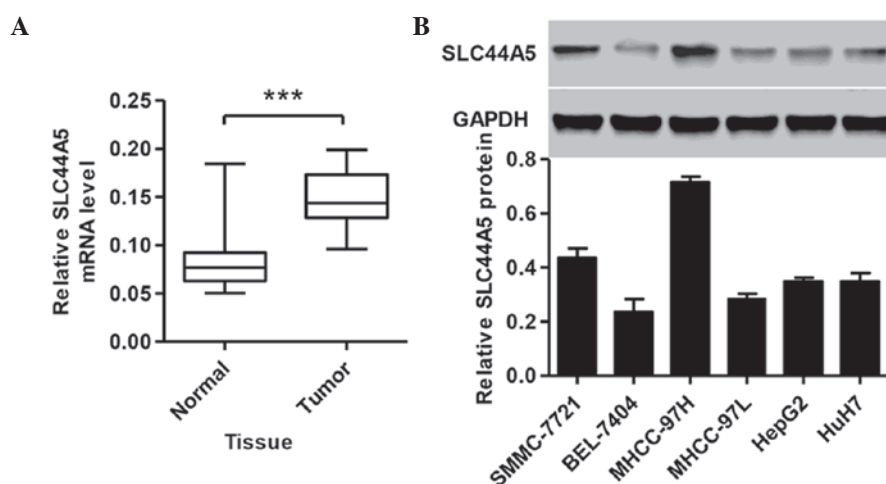 A
Relative SLC44A5
mRNA level
0.25
0.20
0.15
0.10
0.05
0.00
***
Normal
Tumor
Tissue
B
SLC44A5
GAPDH
Relative SLC44A5 protein
0.8
0.6
0.4
0.2
0.0
SMMC-7721
BEL-7404
MHCC-97H
MHCC-97L
HepG2
HuH7